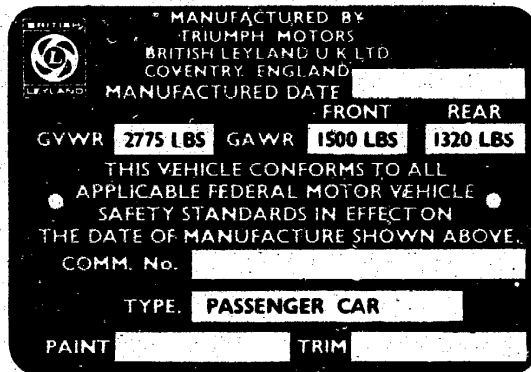 BRITISH
L
LEYLAND
MANUFACTURED BY
TRIUMPH MOTORS
BRITISH LEYLAND U K LTD.
COVENTRY ENGLAND
MANUFACTURED DATE
FRONT REAR
GVWR 2775 LBS GAWR 1500 LBS 1320 LBS
THIS VEHICLE CONFORMS TO ALL
APPLICABLE FEDERAL MOTOR VEHICLE
SAFETY STANDARDS IN EFFECT ON
THE DATE OF MANUFACTURE SHOWN ABOVE.
COMM. No.
TYPE. PASSENGER CAR
PAINT TRIM